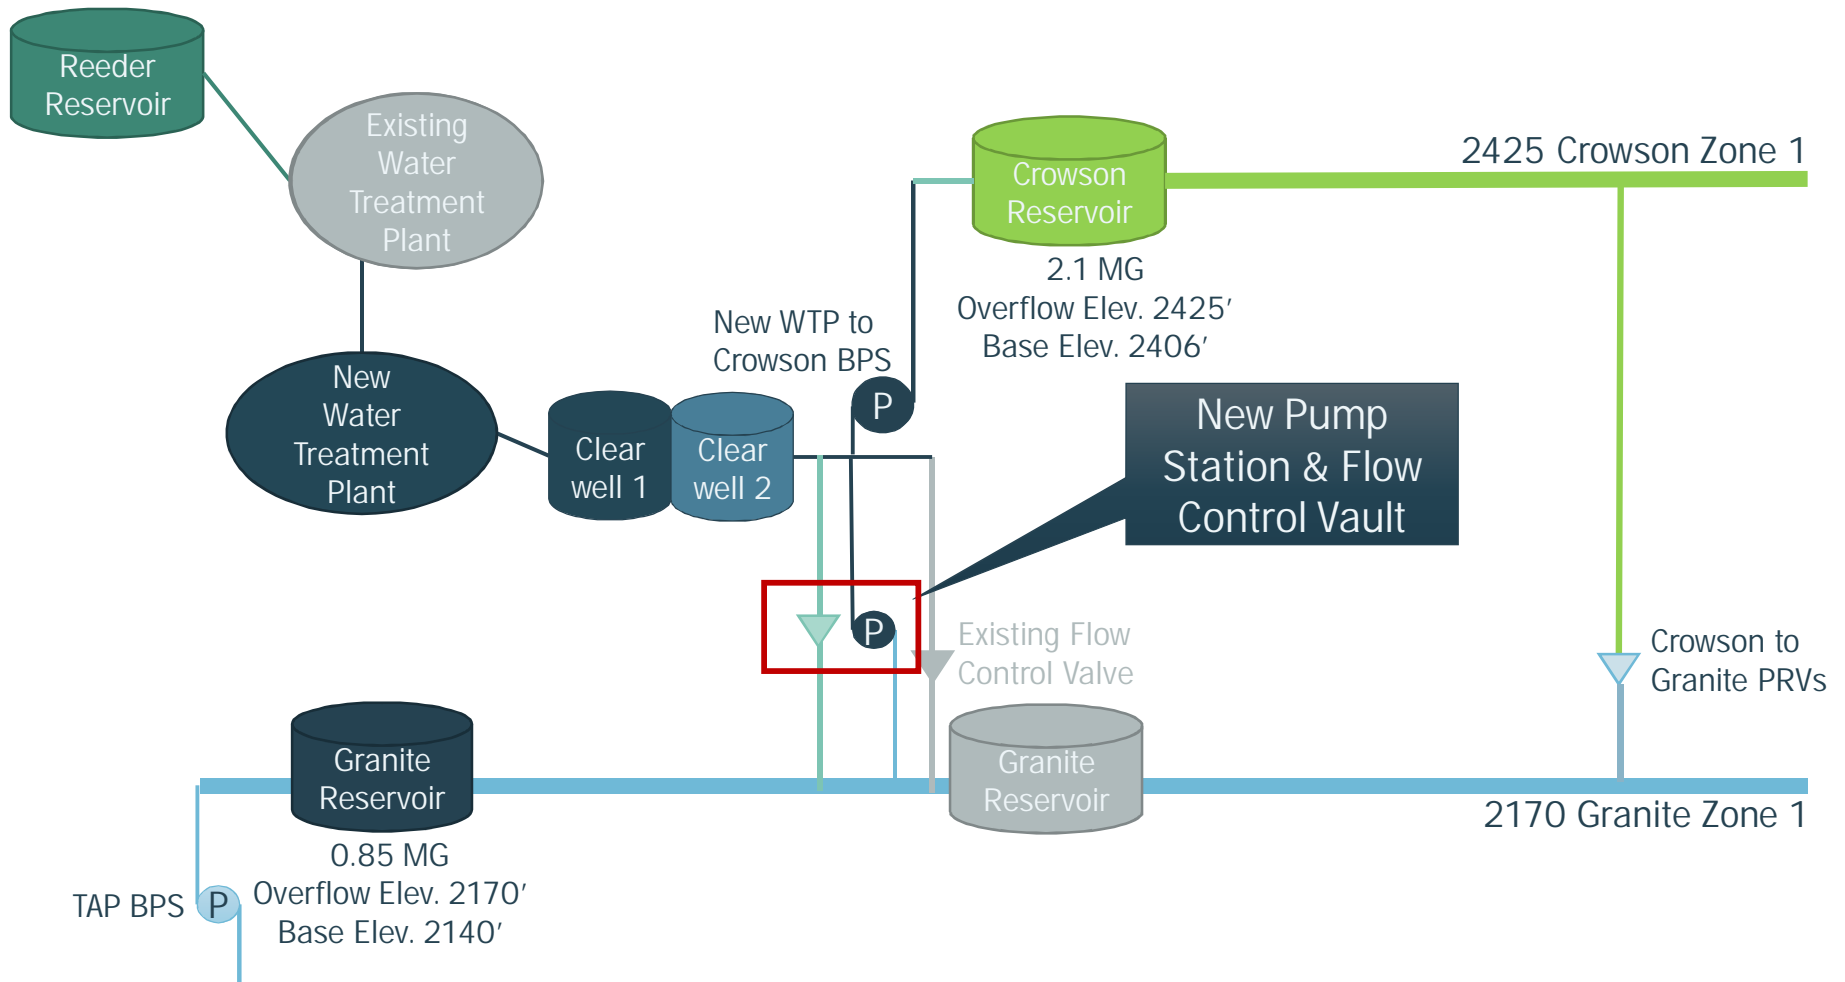 Reeder
Reservoir
Existing
Water
Treatment
Plant
2425 Crowson Zone 1
Crowson
Reservoir
2.1 MG
Overflow Elev. 2425’
Base Elev. 2406’
New WTP to
Crowson BPS
P
New
Water
Treatment
Plant
Clear
well 1
Clear
well 2
New Pump
Station & Flow
Control Vault
P
Existing Flow
Control Valve
Crowson to
Granite PRVs
Granite
Reservoir
Granite
Reservoir
2170 Granite Zone 1
0.85 MG
Overflow Elev. 2170’
Base Elev. 2140’
TAP BPS
P